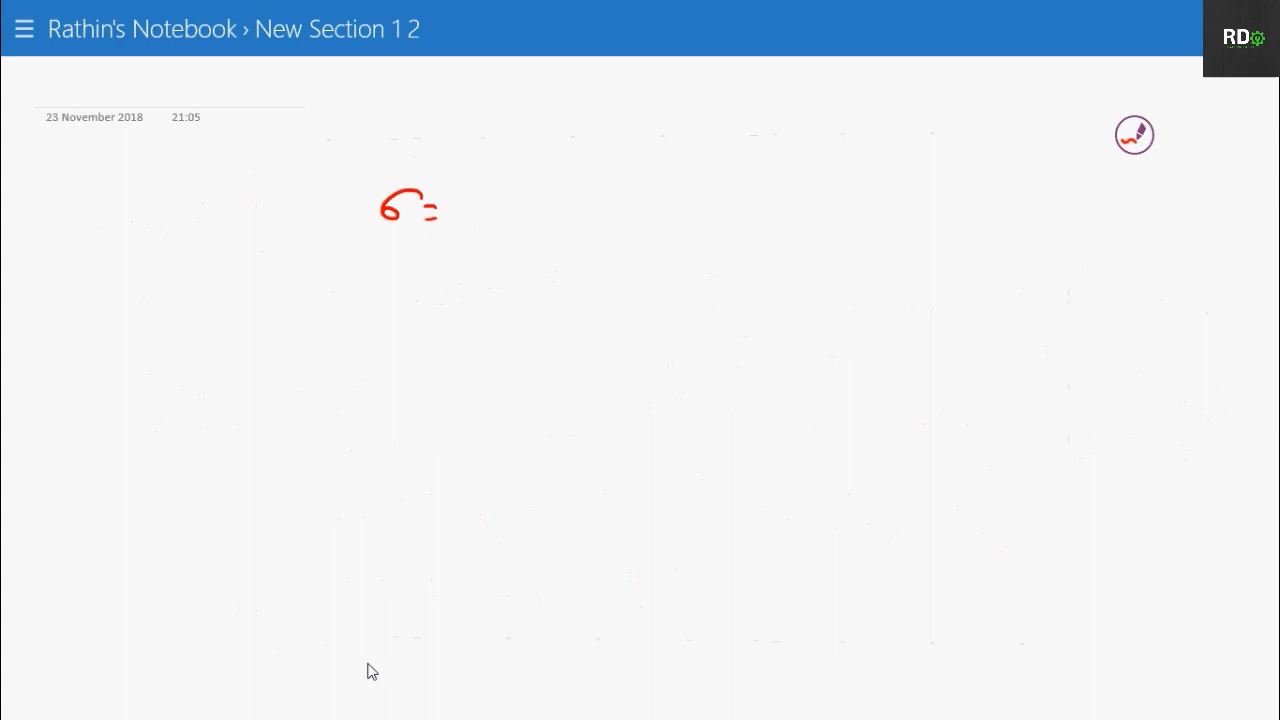 Rathin's Notebook › New Section 1 2
RD
23 November 2018 21:05
6 =